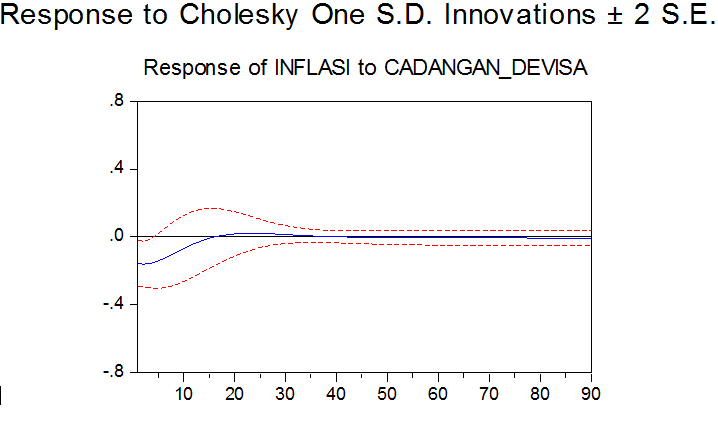 Response to Cholesky One S.D. Innovations ± 2 S.E.
Response of INFLASI to CADANGAN_DEVISA
.8
.4
.0
-.4
-.8
10 20 30 40 50 60 70 80 90